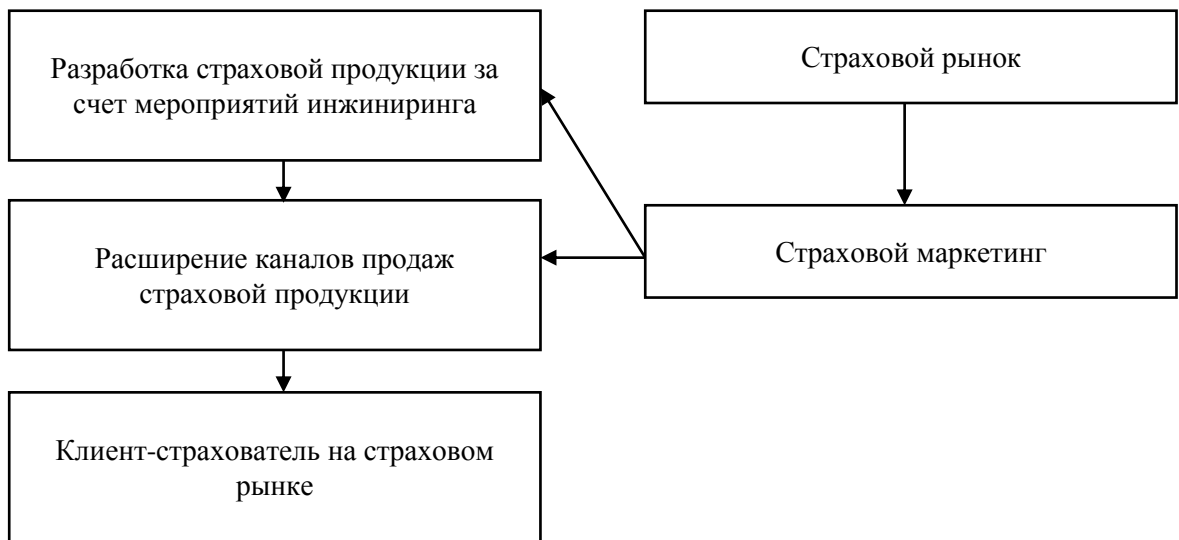 Разработка страховой продукции за
счет мероприятий инжиниринга
Страховой рынок
Расширение каналов продаж
страховой продукции
Страховой маркетинг
Клиент-страхователь на страховом
рынке